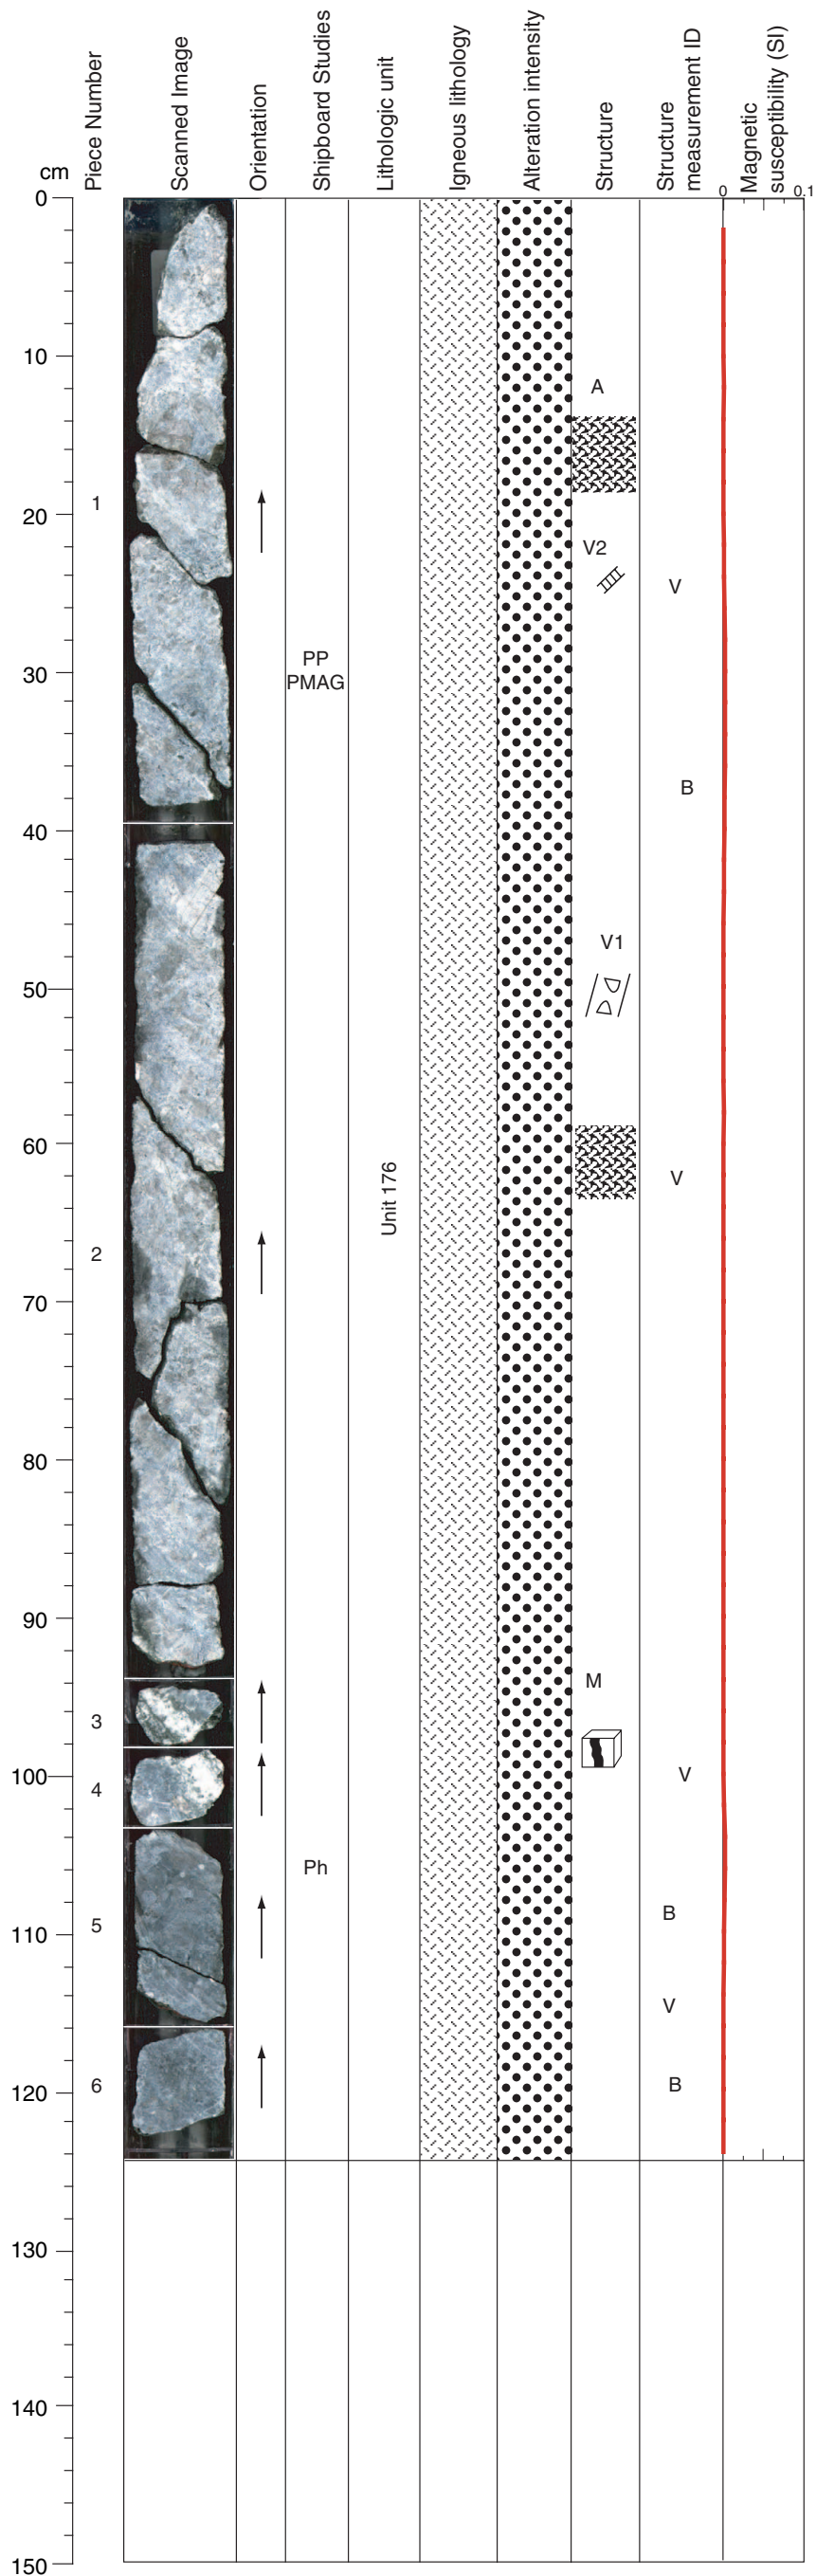 cm
Piece Number
Scanned Image
Orientation
Shipboard Studies
Lithologic unit
Igneous lithology
Alteration intensity
Structure
Structure
measurement ID
Magnetic
susceptibility (SI)
0 0.1
0
10
A
1
20
V2
V
PP
30
PMAG
B
40
V1
50
60
Unit 176
V
2
70
80
90
M
3
100
4
V
Ph
B
5
110
V
6
120
B
130
140
150